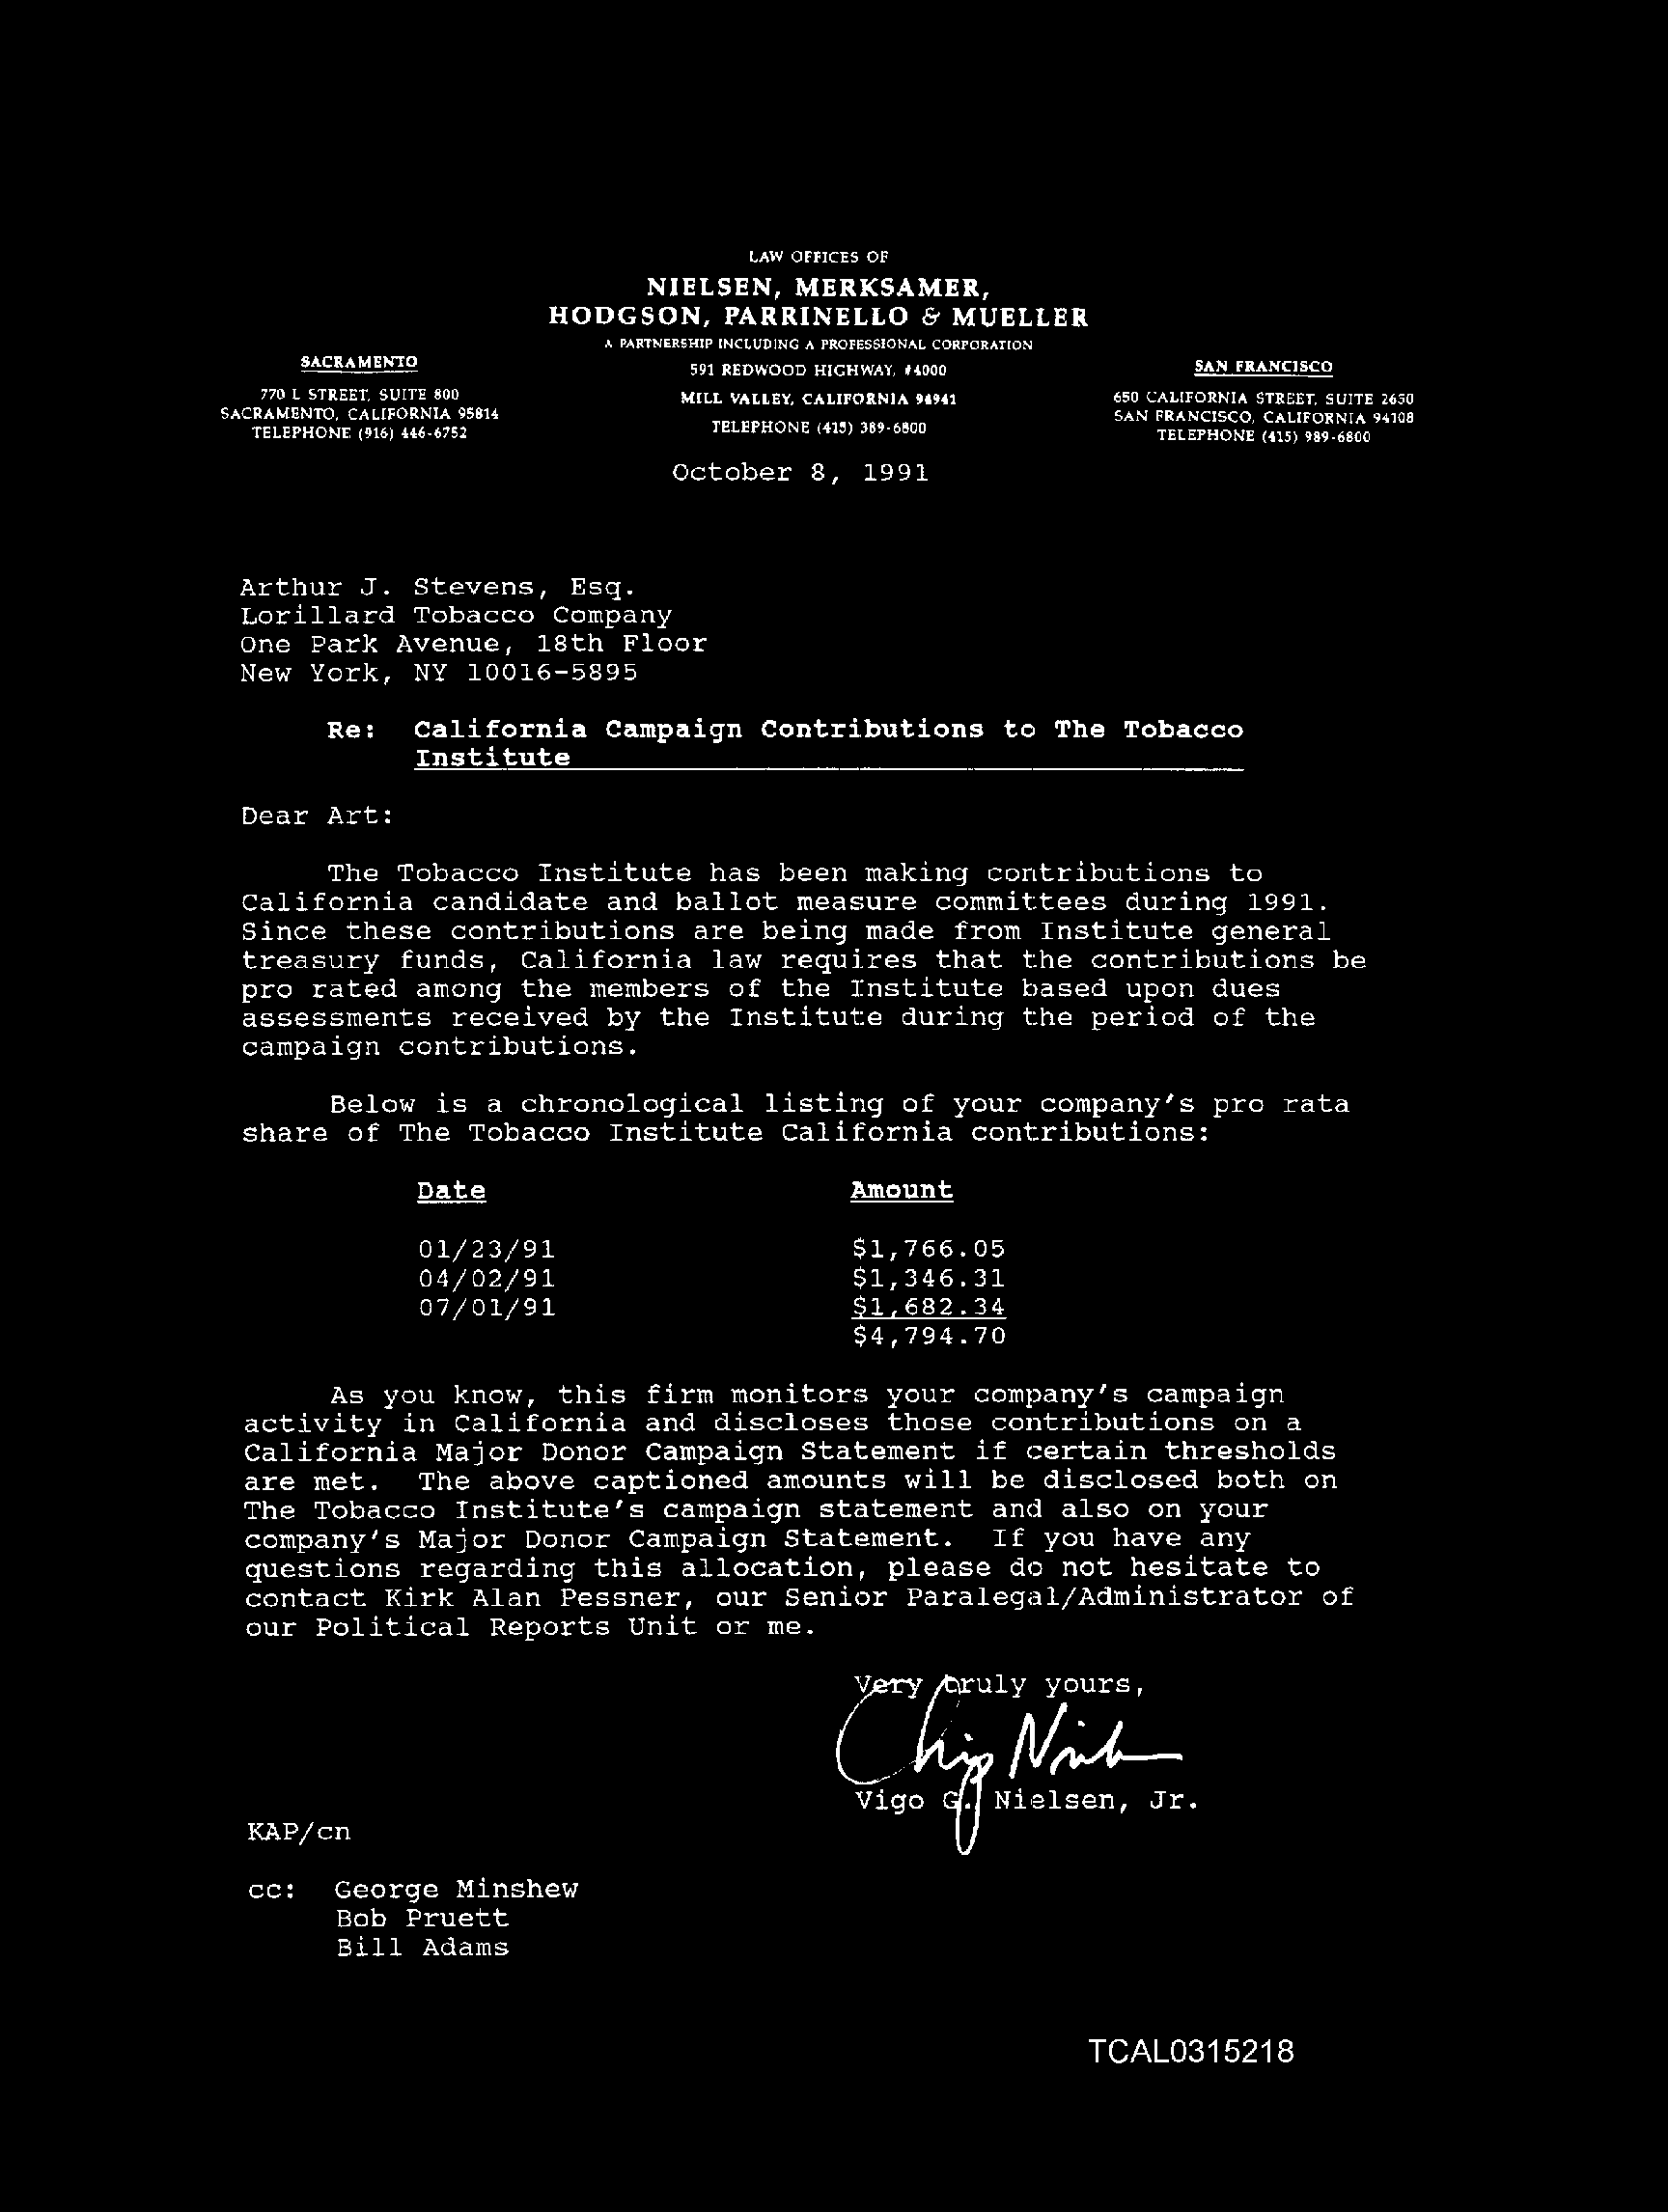 LAW OFFICES OF
NIELSEN, MERKSAMER,
HODGSON, PARRINELLO & MUELLER
A PARTNERSHIP INCLUDING A PROFESSIONAL CORPORATION
591 REDWOOD HIGHWAY, #4000
MILL VALLEY, CALIFORNIA 94941
TELEPHONE (415) 389-6800
SACRAMENTO
770 L STREET, SUITE 800
SACRAMENTO, CALIFORNIA 95814
TELEPHONE (916) 446-6752
SAN FRANCISCO
650 CALIFORNIA STREET, SUITE 2650
SAN FRANCISCO, CALIFORNIA 94108
TELEPHONE (415) 989-6800
October 8, 1991
Arthur J. Stevens, Esq.
Lorillard Tobacco Company
One Park Avenue, 18th Floor
New York, NY 10016-5895
Re: California Campaign Contributions to The Tobacco
Institute
Dear Art:
The Tobacco Institute has been making contributions to
California candidate and ballot measure committees during 1991.
Since these contributions are being made from Institute general
treasury funds, California law requires that the contributions be
pro rated among the members of the Institute based upon dues
assessments received by the Institute during the period of the
campaign contributions.
Below is a chronological listing of your company's pro rata
share of The Tobacco Institute California contributions:
Date Amount
01/23/91 $1,766.05
04/02/91 $1,346.31
07/01/91 $1,682.34
$4,794.70
As you know, this firm monitors your company's campaign
activity in California and discloses those contributions on a
California Major Donor Campaign Statement if certain thresholds
are met. The above captioned amounts will be disclosed both on
The Tobacco Institute's campaign statement and also on your
company's Major Donor Campaign Statement. If you have any
questions regarding this allocation, please do not hesitate to
contact Kirk Alan Pessner, our Senior Paralegal/Administrator of
our Political Reports Unit or me.
Very truly yours,
Chip Niels
Vigo G. Nielsen, Jr.
KAP/cn
cc: George Minshew
Bob Pruett
Bill Adams
TCAL0315218